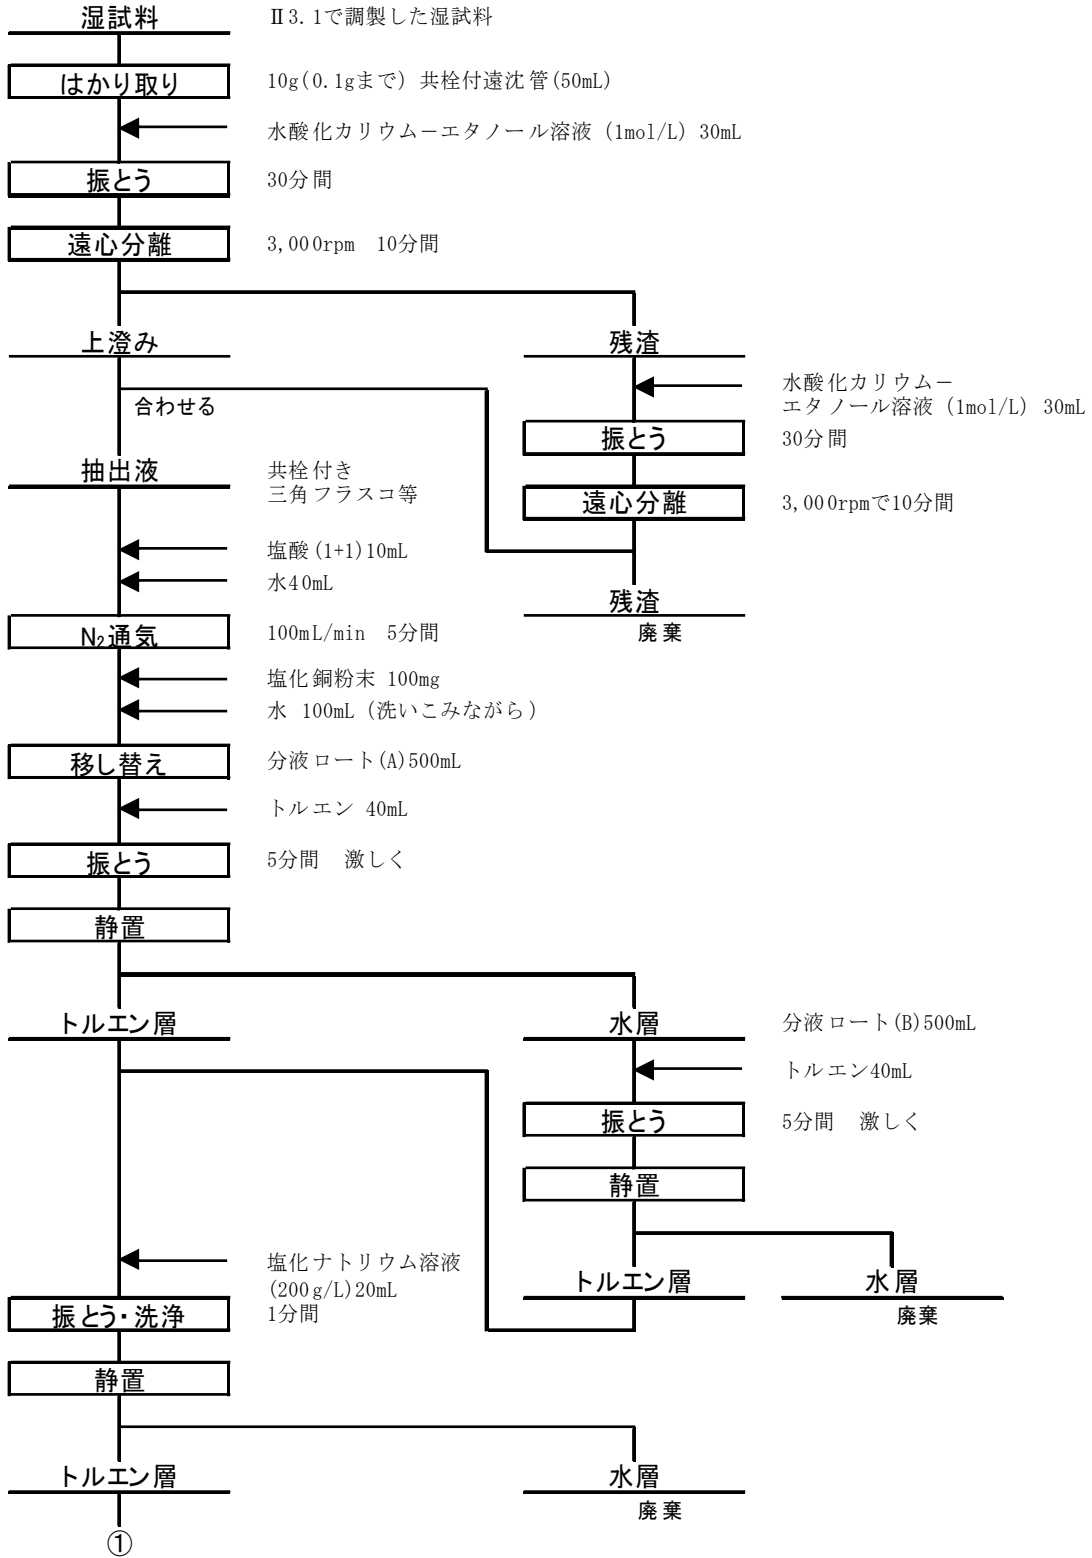 湿試料
Ⅱ3.1で調製した湿試料
はかり取り
10g(0.1gまで) 共栓付遠沈管(50mL)
水酸化カリウム－エタノール溶液 (1mol/L) 30mL
振とう
30分間
遠心分離
3,000rpm 10分間
上澄み
残渣
水酸化カリウム－
エタノール溶液 (1mol/L) 30mL
合わせる
振とう
30分間
抽出液
共栓付き
三角フラスコ等
遠心分離
3,000rpmで10分間
塩酸(1+1)10mL
水40mL
残渣
廃棄
N₂通気
100mL/min 5分間
塩化銅粉末 100mg
水 100mL (洗いこみながら)
移し替え
分液ロート(A)500mL
トルエン 40mL
振とう
5分間 激しく
静置
トルエン層
水層
分液ロート(B)500mL
トルエン40mL
振とう
5分間 激しく
静置
塩化ナトリウム溶液
(200g/L)20mL
1分間
トルエン層
水層
廃棄
振とう・洗浄
静置
トルエン層
水層
廃棄
①